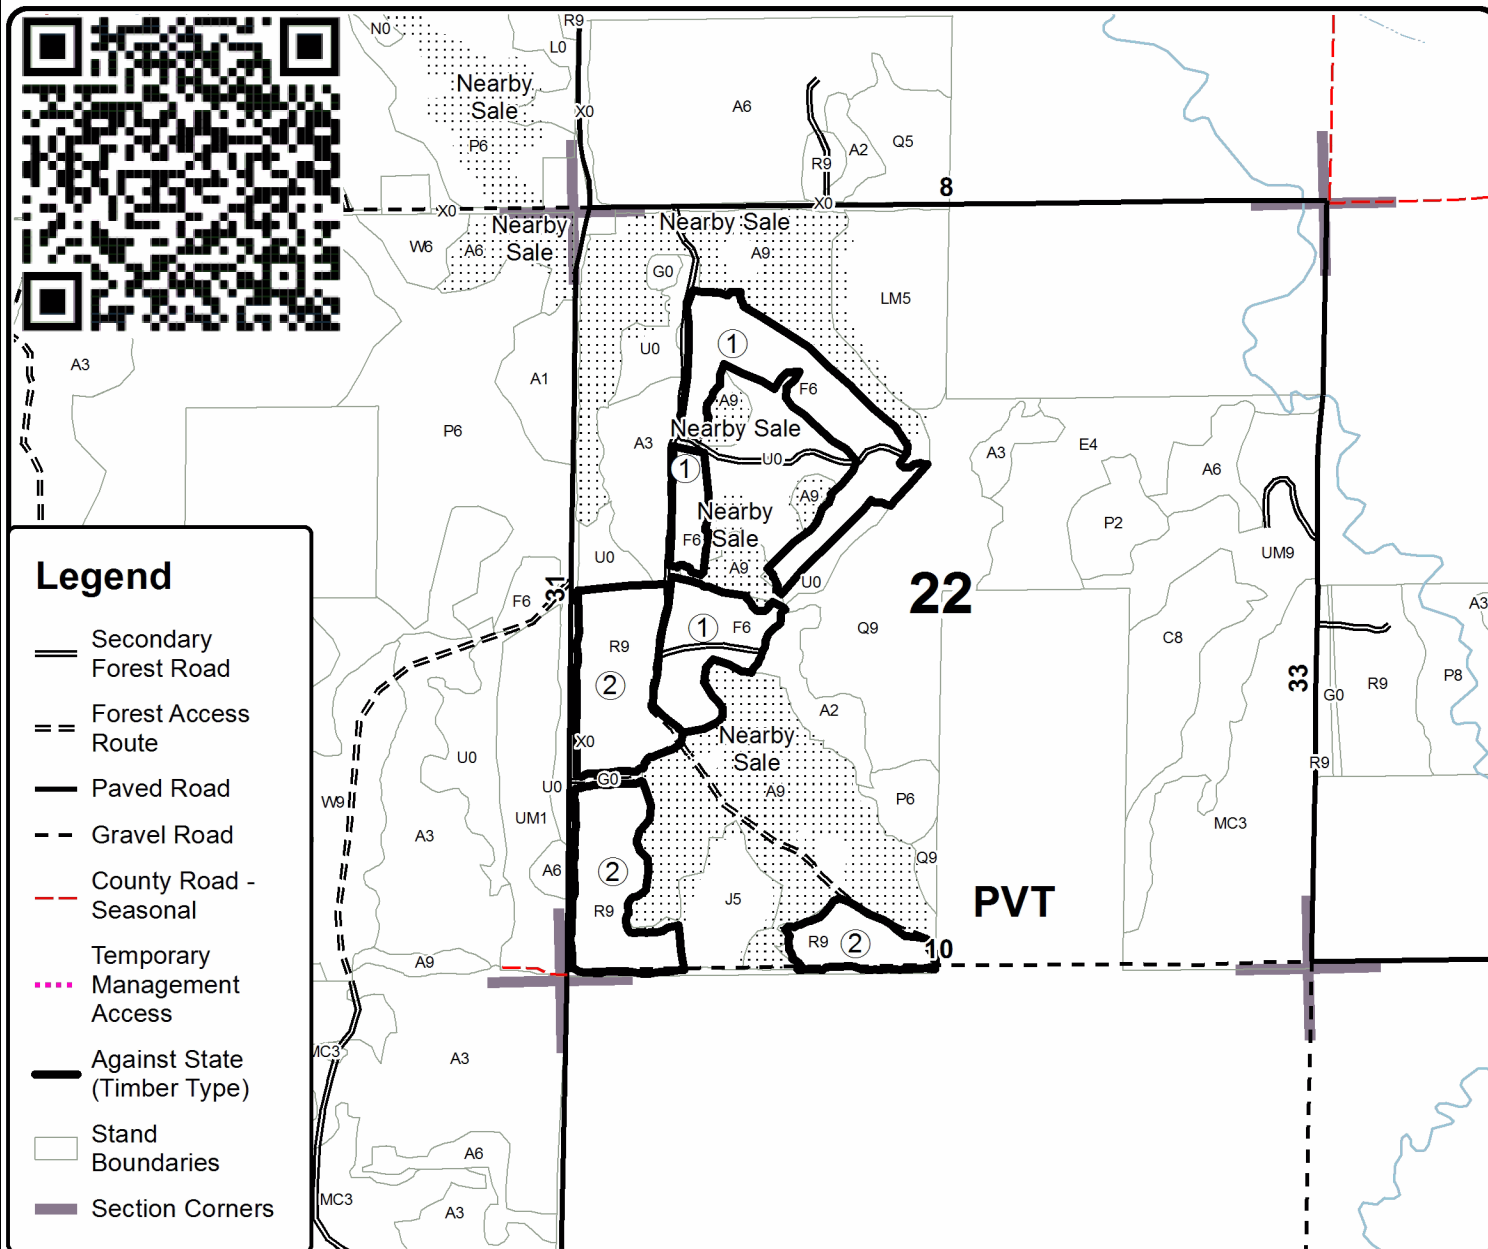 N0
R9
L0
Nearby
Sale
X0
A6
P6
R9
A2
Q5
8
X0
X0
Nearby
Sale
Nearby Sale
W6
A6
A9
G0
LM5
1
U0
A3
A1
F6
A9
P6
A3
Nearby Sale
A3
E4
U0
1
A6
A9
Nearby
Sale
P2
F6
U0
A9
UM9
U0
31
F6
22
A3
1
F6
Q9
C8
R9
2
33
G0
R9
P8
A2
X0
Nearby
Sale
U0
R9
U0
G0
A9
P6
W9
UM1
MC3
A3
Q9
A6
2
J5
PVT
R9
R9
2
10
A9
MC3
A3
A6
MC3
A3
Legend
Secondary
Forest Road
Forest Access
Route
Paved Road
Gravel Road
County Road -
Seasonal
Temporary
Management
Access
Against State
(Timber Type)
Stand
Boundaries
Section Corners